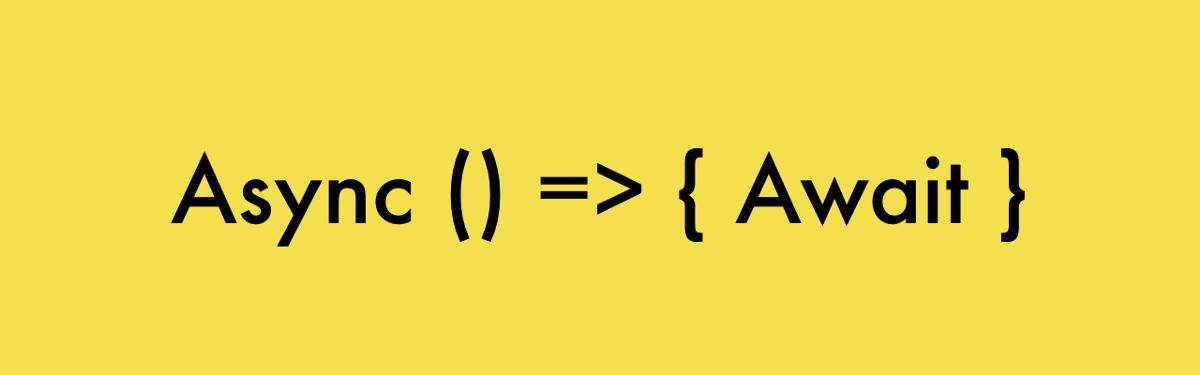 Async () => { Await }